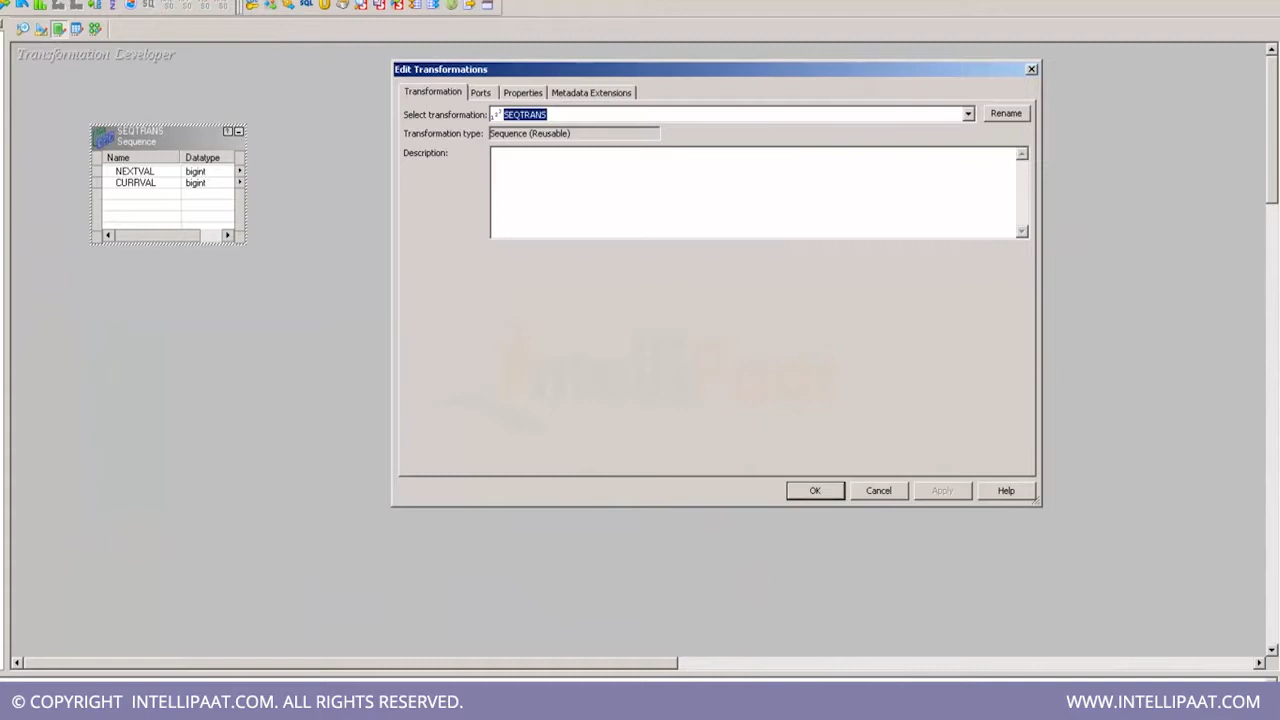 SQL
Transformation Developer
Edit Transformations
Transformation
Ports
Properties
Metadata Extensions
Select transformation:
SEQTRANS
Rename
Transformation type:
Sequence (Reusable)
Description:
SEQTRANS
Sequence
Name
Datatype
NEXTVAL
bigint
CURRVAL
bigint
OK
Cancel
Apply
Help
© COPYRIGHT INTELLIPAAT.COM. ALL RIGHTS RESERVED.
WWW.INTELLIPAAT.COM